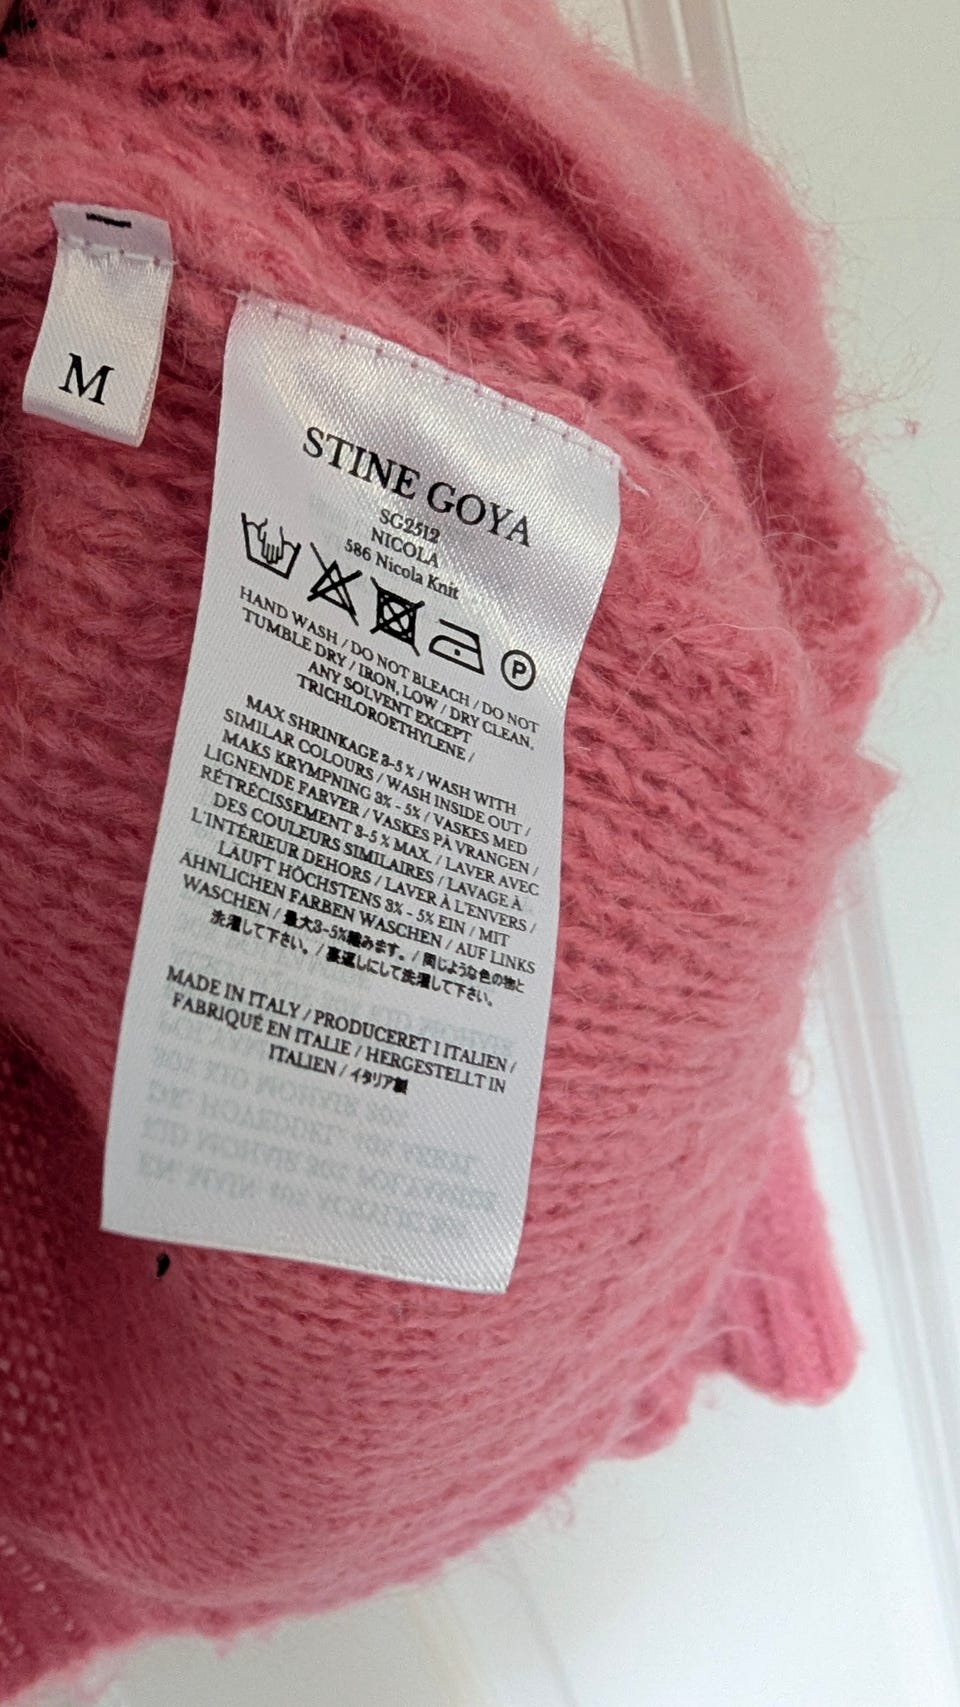 M
STINE GOYA
SG2512
NICOLA
586 Nicola Knit
P
HAND WASH / DO NOT BLEACH / DO NOT
TUMBLE DRY / IRON, LOW / DRY CLEAN,
ANY SOLVENT EXCEPT
TRICHLOROETHYLENE /
MAX SHRINKAGE 3-5 % / WASH WITH
SIMILAR COLOURS / WASH INSIDE OUT /
MAKS KRYMPNING 3% - 5% / VASKES MED
LIGNENDE FARVER / VASKES PÅ VRANGEN /
RÉTRÉCISSEMENT 3-5 % MAX. / LAVER AVEC
DES COULEURS SIMILAIRES / LAVAGE À
L'INTÉRIEUR DEHORS / LAVER À L'ENVERS /
LÄUFT HÖCHSTENS 3% - 5% EIN / MIT
ÄHNLICHEN FARBEN WASCHEN / AUF LINKS
WASCHEN / 最大3-5%縮みます。/ 同じような色の物と
洗濯して下さい。/ 裏返しにして洗濯して下さい。
MADE IN ITALY / PRODUCERET I ITALIEN /
FABRIQUÉ EN ITALIE / HERGESTELLT IN
ITALIEN / イタリア製